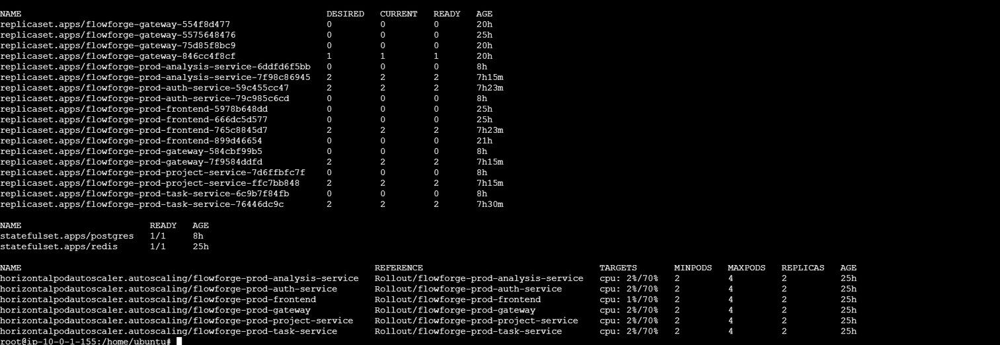 NAME DESIRED CURRENT READY AGE
replicaset.apps/flowforge-gateway-554f8d477 0 0 0 20h
replicaset.apps/flowforge-gateway-5575648476 0 0 0 25h
replicaset.apps/flowforge-gateway-75d85f8bc9 0 0 0 20h
replicaset.apps/flowforge-gateway-846cc4f8cf 1 1 1 20h
replicaset.apps/flowforge-prod-analysis-service-6ddfd6f5bb 0 0 0 8h
replicaset.apps/flowforge-prod-analysis-service-7f98c86945 2 2 2 7h15m
replicaset.apps/flowforge-prod-auth-service-59c455cc47 2 2 2 7h23m
replicaset.apps/flowforge-prod-auth-service-79c985c6cd 0 0 0 8h
replicaset.apps/flowforge-prod-frontend-5978b648dd 0 0 0 25h
replicaset.apps/flowforge-prod-frontend-666dc5d577 0 0 0 25h
replicaset.apps/flowforge-prod-frontend-765c8845d7 2 2 2 7h23m
replicaset.apps/flowforge-prod-frontend-899d46654 0 0 0 21h
replicaset.apps/flowforge-prod-gateway-584cbf99b5 0 0 0 8h
replicaset.apps/flowforge-prod-gateway-7f9584ddfd 2 2 2 7h15m
replicaset.apps/flowforge-prod-project-service-7d6ffbfc7f 0 0 0 8h
replicaset.apps/flowforge-prod-project-service-ffc7bb848 2 2 2 7h15m
replicaset.apps/flowforge-prod-task-service-6c9b7f84fb 0 0 0 8h
replicaset.apps/flowforge-prod-task-service-76446dc9c 2 2 2 7h30m
NAME READY AGE
statefulset.apps/postgres 1/1 8h
statefulset.apps/redis 1/1 25h
NAME REFERENCE TARGETS MINPODS MAXPODS REPLICAS AGE
horizontalpodautoscaler.autoscaling/flowforge-prod-analysis-service Rollout/flowforge-prod-analysis-service cpu: 2%/70% 2 4 2 25h
horizontalpodautoscaler.autoscaling/flowforge-prod-auth-service Rollout/flowforge-prod-auth-service cpu: 2%/70% 2 4 2 25h
horizontalpodautoscaler.autoscaling/flowforge-prod-frontend Rollout/flowforge-prod-frontend cpu: 1%/70% 2 4 2 25h
horizontalpodautoscaler.autoscaling/flowforge-prod-gateway Rollout/flowforge-prod-gateway cpu: 2%/70% 2 4 2 25h
horizontalpodautoscaler.autoscaling/flowforge-prod-project-service Rollout/flowforge-prod-project-service cpu: 2%/70% 2 4 2 25h
horizontalpodautoscaler.autoscaling/flowforge-prod-task-service Rollout/flowforge-prod-task-service cpu: 2%/70% 2 4 2 25h
root@ip-10-0-1-155:/home/ubuntu#